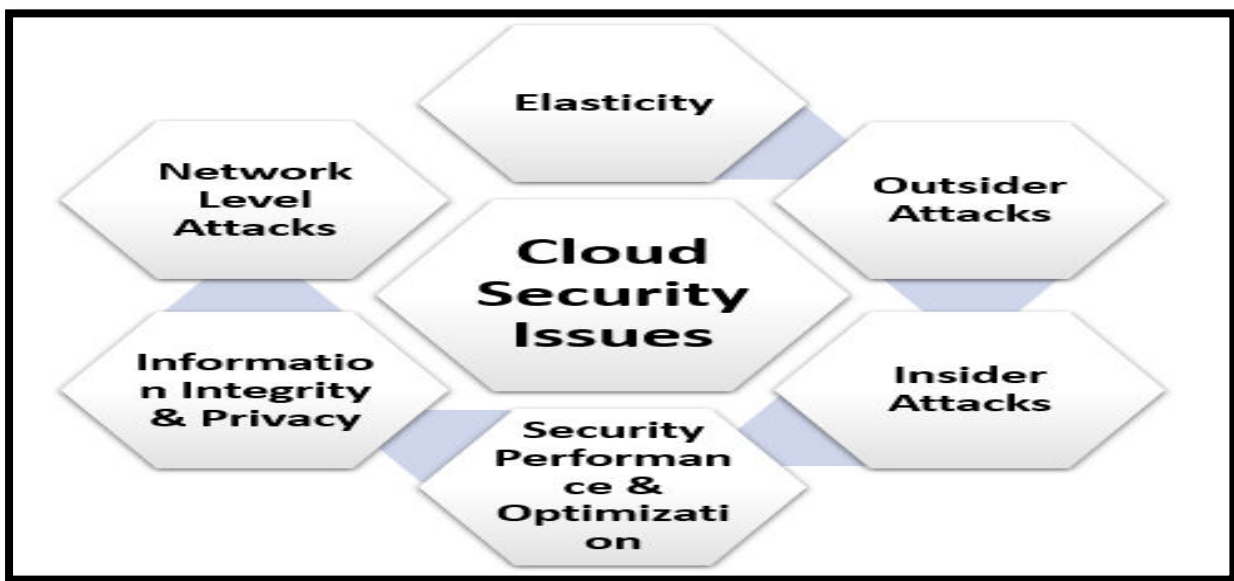 Elasticity
Outsider
Attacks
Insider
Attacks
Security
Performan
ce &
Optimizati
on
Informatio
n Integrity
& Privacy
Network
Level
Attacks
Cloud
Security
Issues